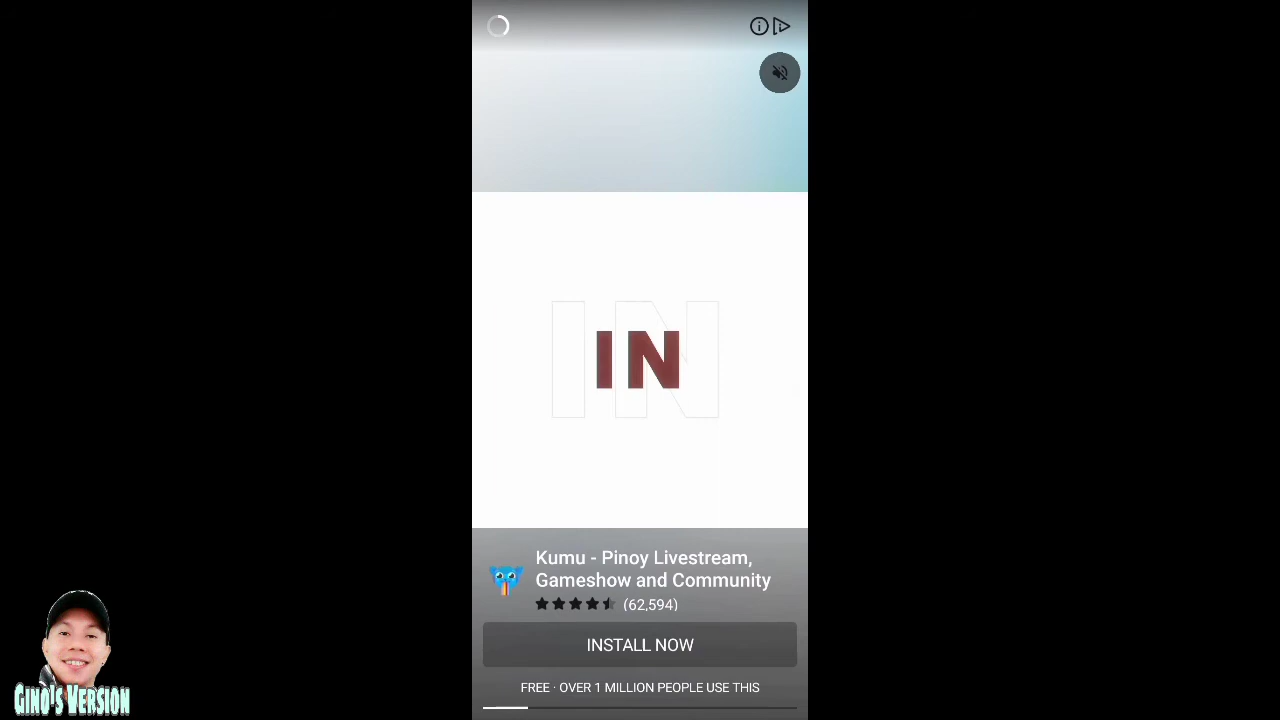 IN
Kumu - Pinoy Livestream,
Gameshow and Community
(62,594)
INSTALL NOW
FREE · OVER 1 MILLION PEOPLE USE THIS
GINO'S VERSION